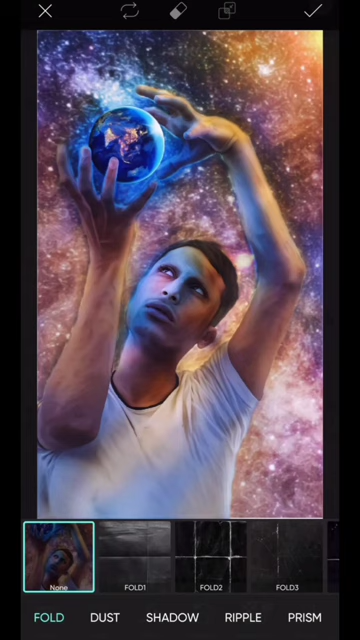 None
FOLD1
FOLD2
FOLD3
FOLD DUST SHADOW RIPPLE PRISM